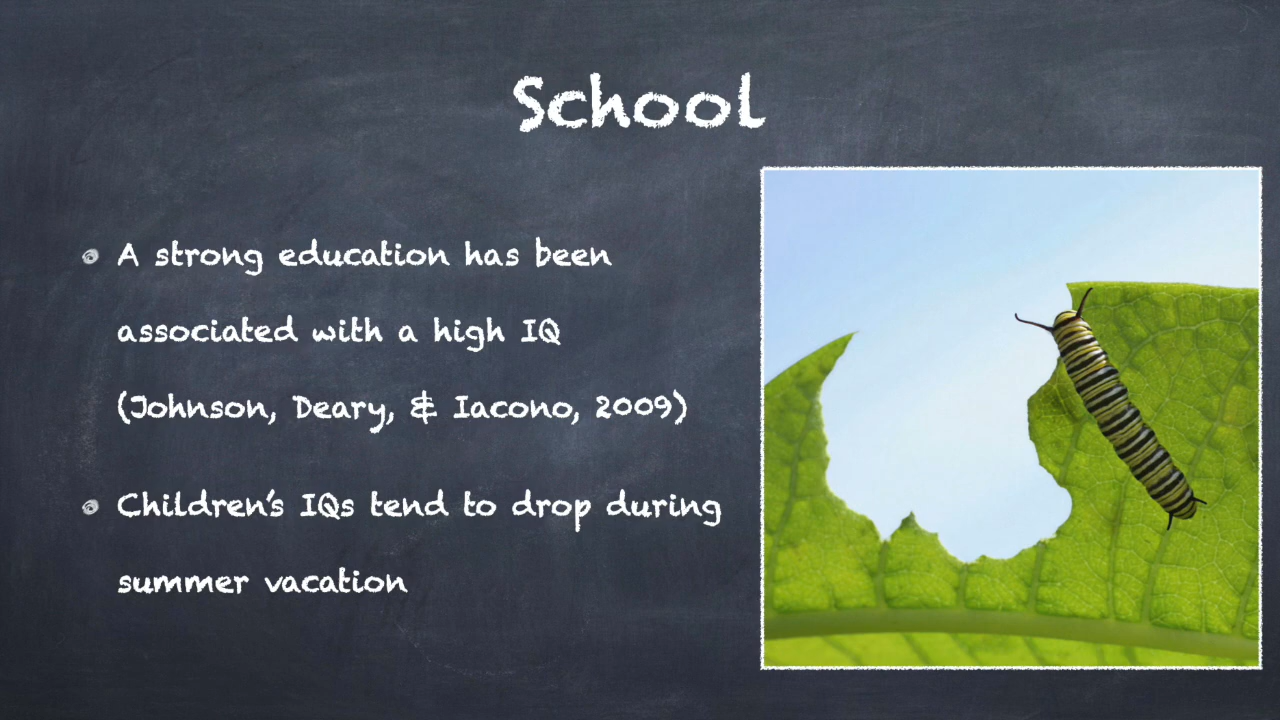 School
A strong education has been
associated with a high IQ
(Johnson, Deary, & Iacono, 2009)
Children's IQs tend to drop during
summer vacation